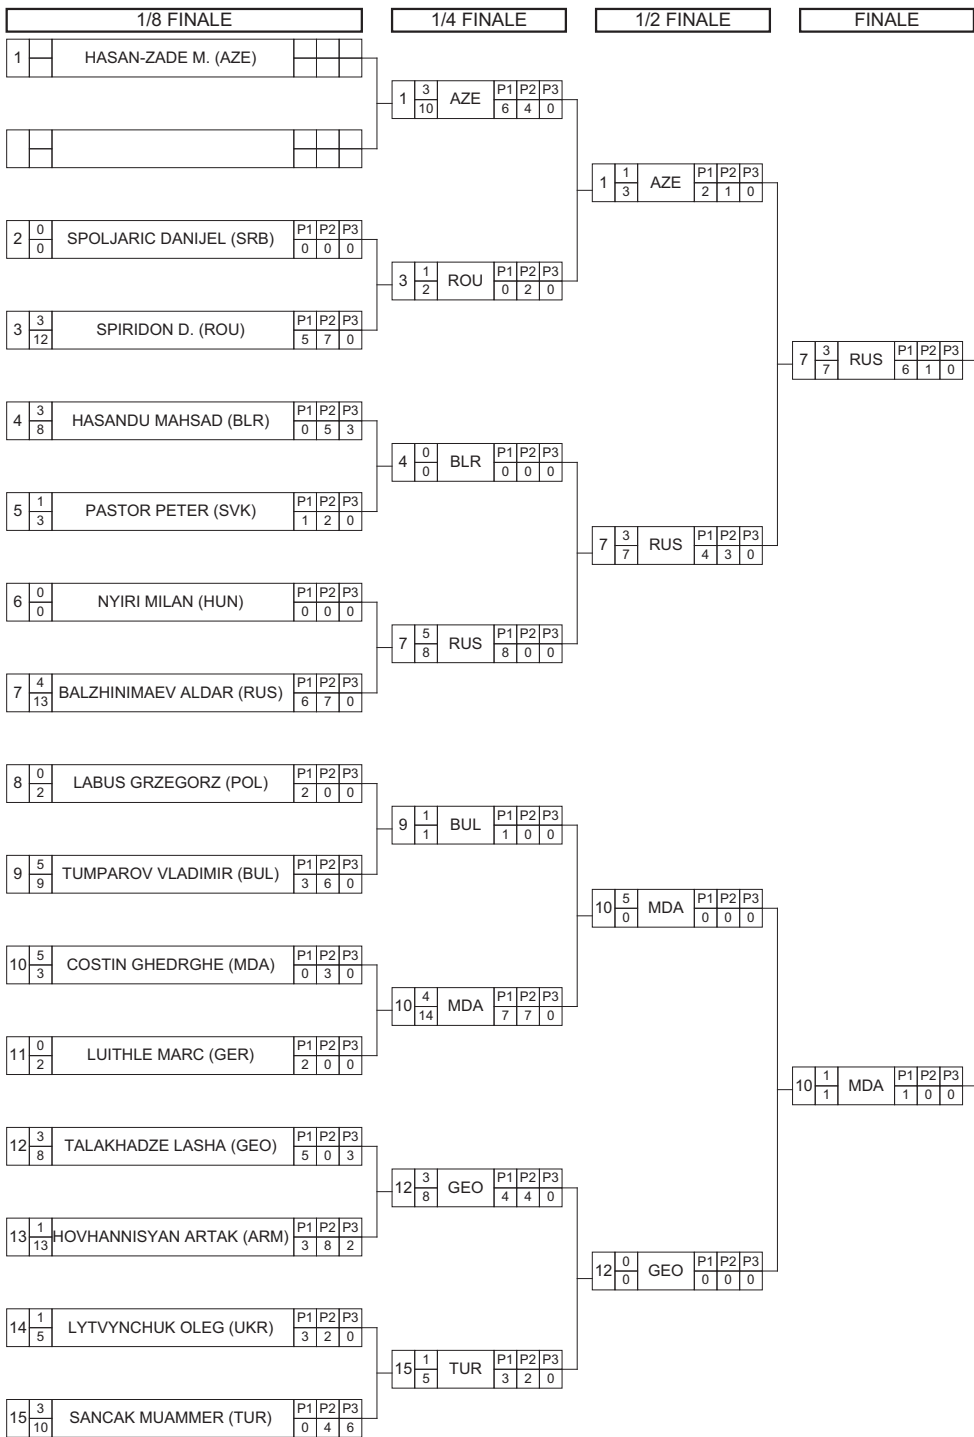 1/8 FINALE 1/4 FINALE 1/2 FINALE FINALE
1 HASAN-ZADE M. (AZE)
1 3 10 AZE P1 P2 P3 6 4 0
1 1 3 AZE P1 P2 P3 2 1 0
2 0 0 SPOLJARIC DANIJEL (SRB) P1 P2 P3 0 0 0
3 1 2 ROU P1 P2 P3 0 2 0
3 3 12 SPIRIDON D. (ROU) P1 P2 P3 5 7 0
7 3 7 RUS P1 P2 P3 6 1 0
4 3 8 HASANDU MAHSAD (BLR) P1 P2 P3 0 5 3
4 0 0 BLR P1 P2 P3 0 0 0
5 1 3 PASTOR PETER (SVK) P1 P2 P3 1 2 0
7 3 7 RUS P1 P2 P3 4 3 0
6 0 0 NYIRI MILAN (HUN) P1 P2 P3 0 0 0
7 5 8 RUS P1 P2 P3 8 0 0
7 4 13 BALZHINIMAEV ALDAR (RUS) P1 P2 P3 6 7 0
8 0 2 LABUS GRZEGORZ (POL) P1 P2 P3 2 0 0
9 1 1 BUL P1 P2 P3 1 0 0
9 5 9 TUMPAROV VLADIMIR (BUL) P1 P2 P3 3 6 0
10 5 0 MDA P1 P2 P3 0 0 0
10 5 3 COSTIN GHEDRGHE (MDA) P1 P2 P3 0 3 0
10 4 14 MDA P1 P2 P3 7 7 0
11 0 2 LUITHLE MARC (GER) P1 P2 P3 2 0 0
10 1 1 MDA P1 P2 P3 1 0 0
12 3 8 TALAKHADZE LASHA (GEO) P1 P2 P3 5 0 3
12 3 8 GEO P1 P2 P3 4 4 0
13 1 13 HOVHANNISYAN ARTAK (ARM) P1 P2 P3 3 8 2
12 0 0 GEO P1 P2 P3 0 0 0
14 1 5 LYTVYNCHUK OLEG (UKR) P1 P2 P3 3 2 0
15 1 5 TUR P1 P2 P3 3 2 0
15 3 10 SANCAK MUAMMER (TUR) P1 P2 P3 0 4 6